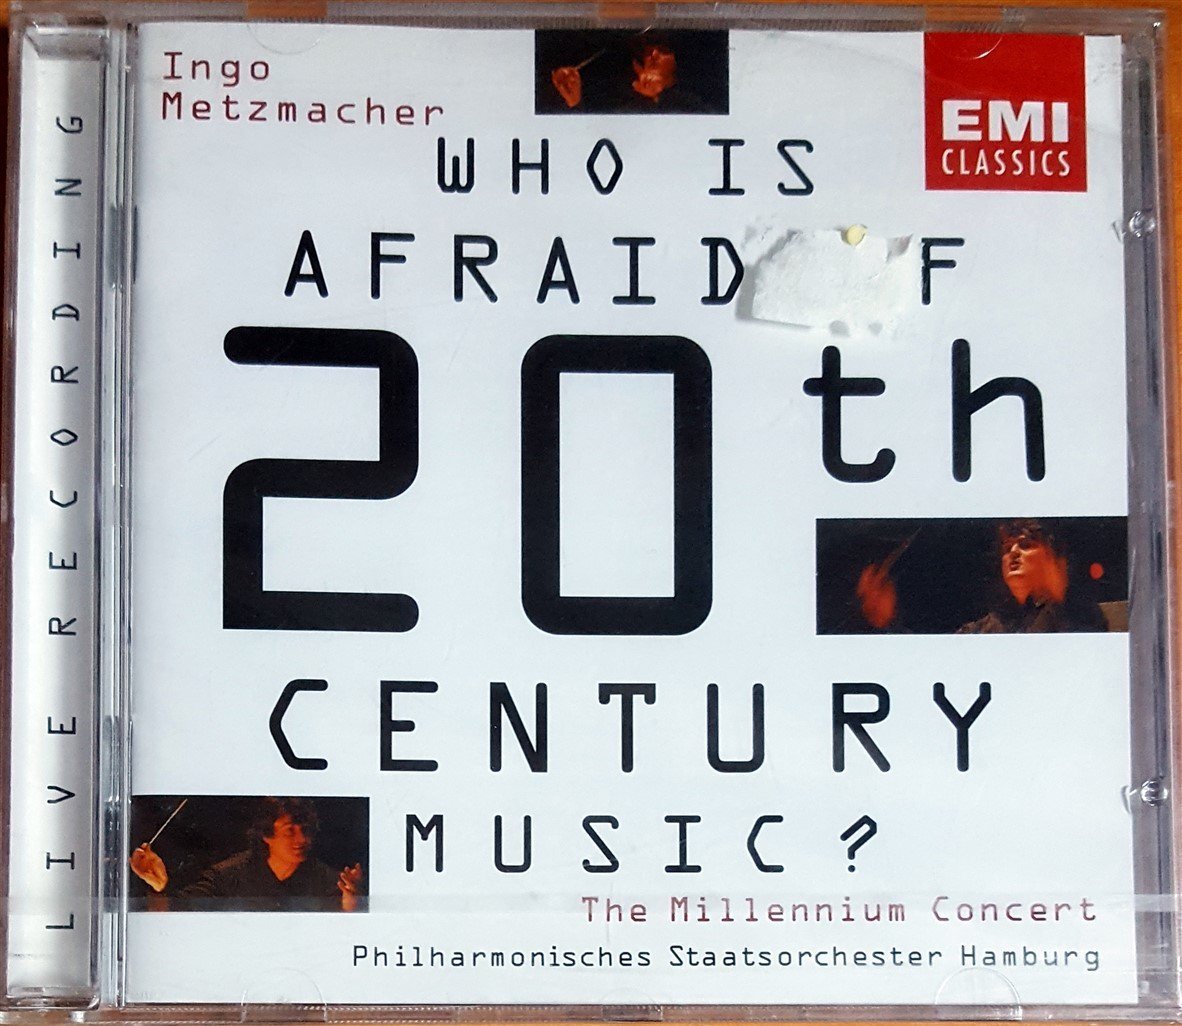 Ingo
Metzmacher
EMI
CLASSICS
WHO IS
AFRAID F
20th
CENTURY
MUSIC?
The Millennium Concert
Philharmonisches Staatsorchester Hamburg
LIVE RECORDING